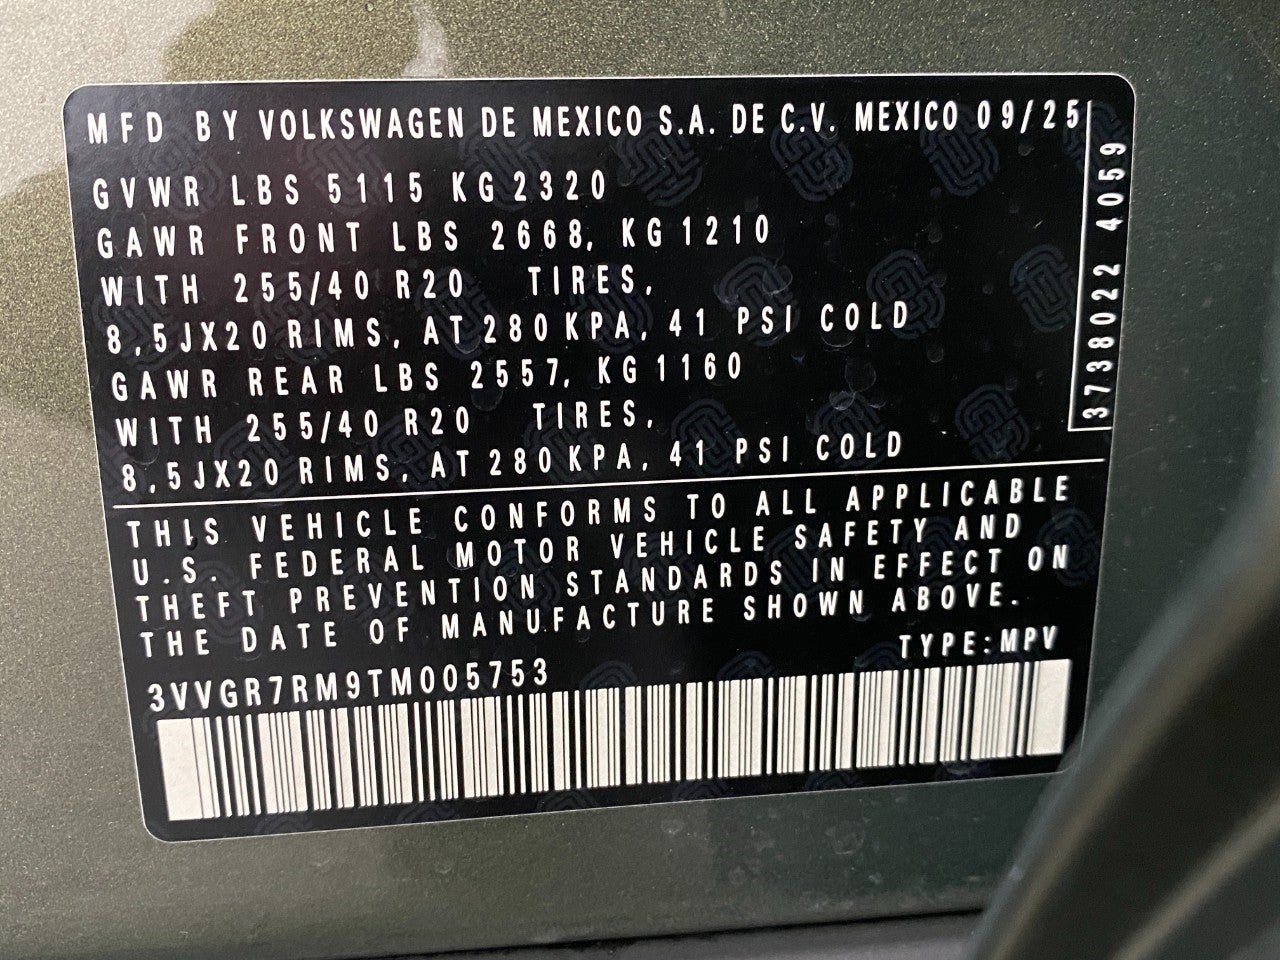 MFD BY VOLKSWAGEN DE MEXICO S.A. DE C.V. MEXICO 09/25
GVWR LBS 5115 KG 2320
GAWR FRONT LBS 2668, KG 1210
WITH 255/40 R20 TIRES,
8,5JX20 RIMS, AT 280 KPA, 41 PSI COLD
GAWR REAR LBS 2557, KG 1160
WITH 255/40 R20 TIRES,
8,5JX20 RIMS, AT 280 KPA, 41 PSI COLD
3738022 4059
THIS VEHICLE CONFORMS TO ALL APPLICABLE
U.S. FEDERAL MOTOR VEHICLE SAFETY AND
THEFT PREVENTION STANDARDS IN EFFECT ON
THE DATE OF MANUFACTURE SHOWN ABOVE.
TYPE:MPV
3VVGR7RM9TM005753